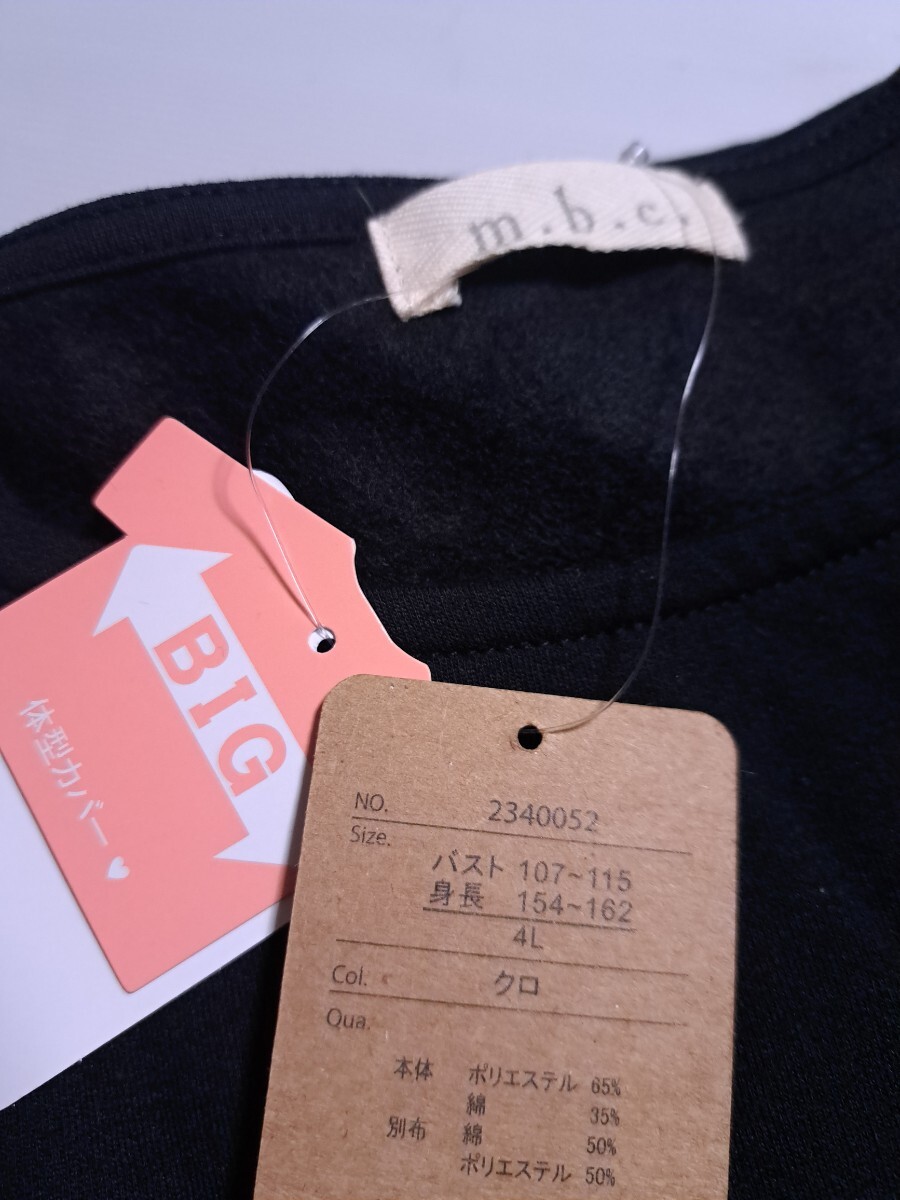 m.b.c.
BIG
体型カバー♥
NO. 2340052
Size.
バスト 107~115
身長 154~162
4L
Col. クロ
Qua.
本体 ポリエステル 65%
綿 35%
別布 綿 50%
ポリエステル 50%